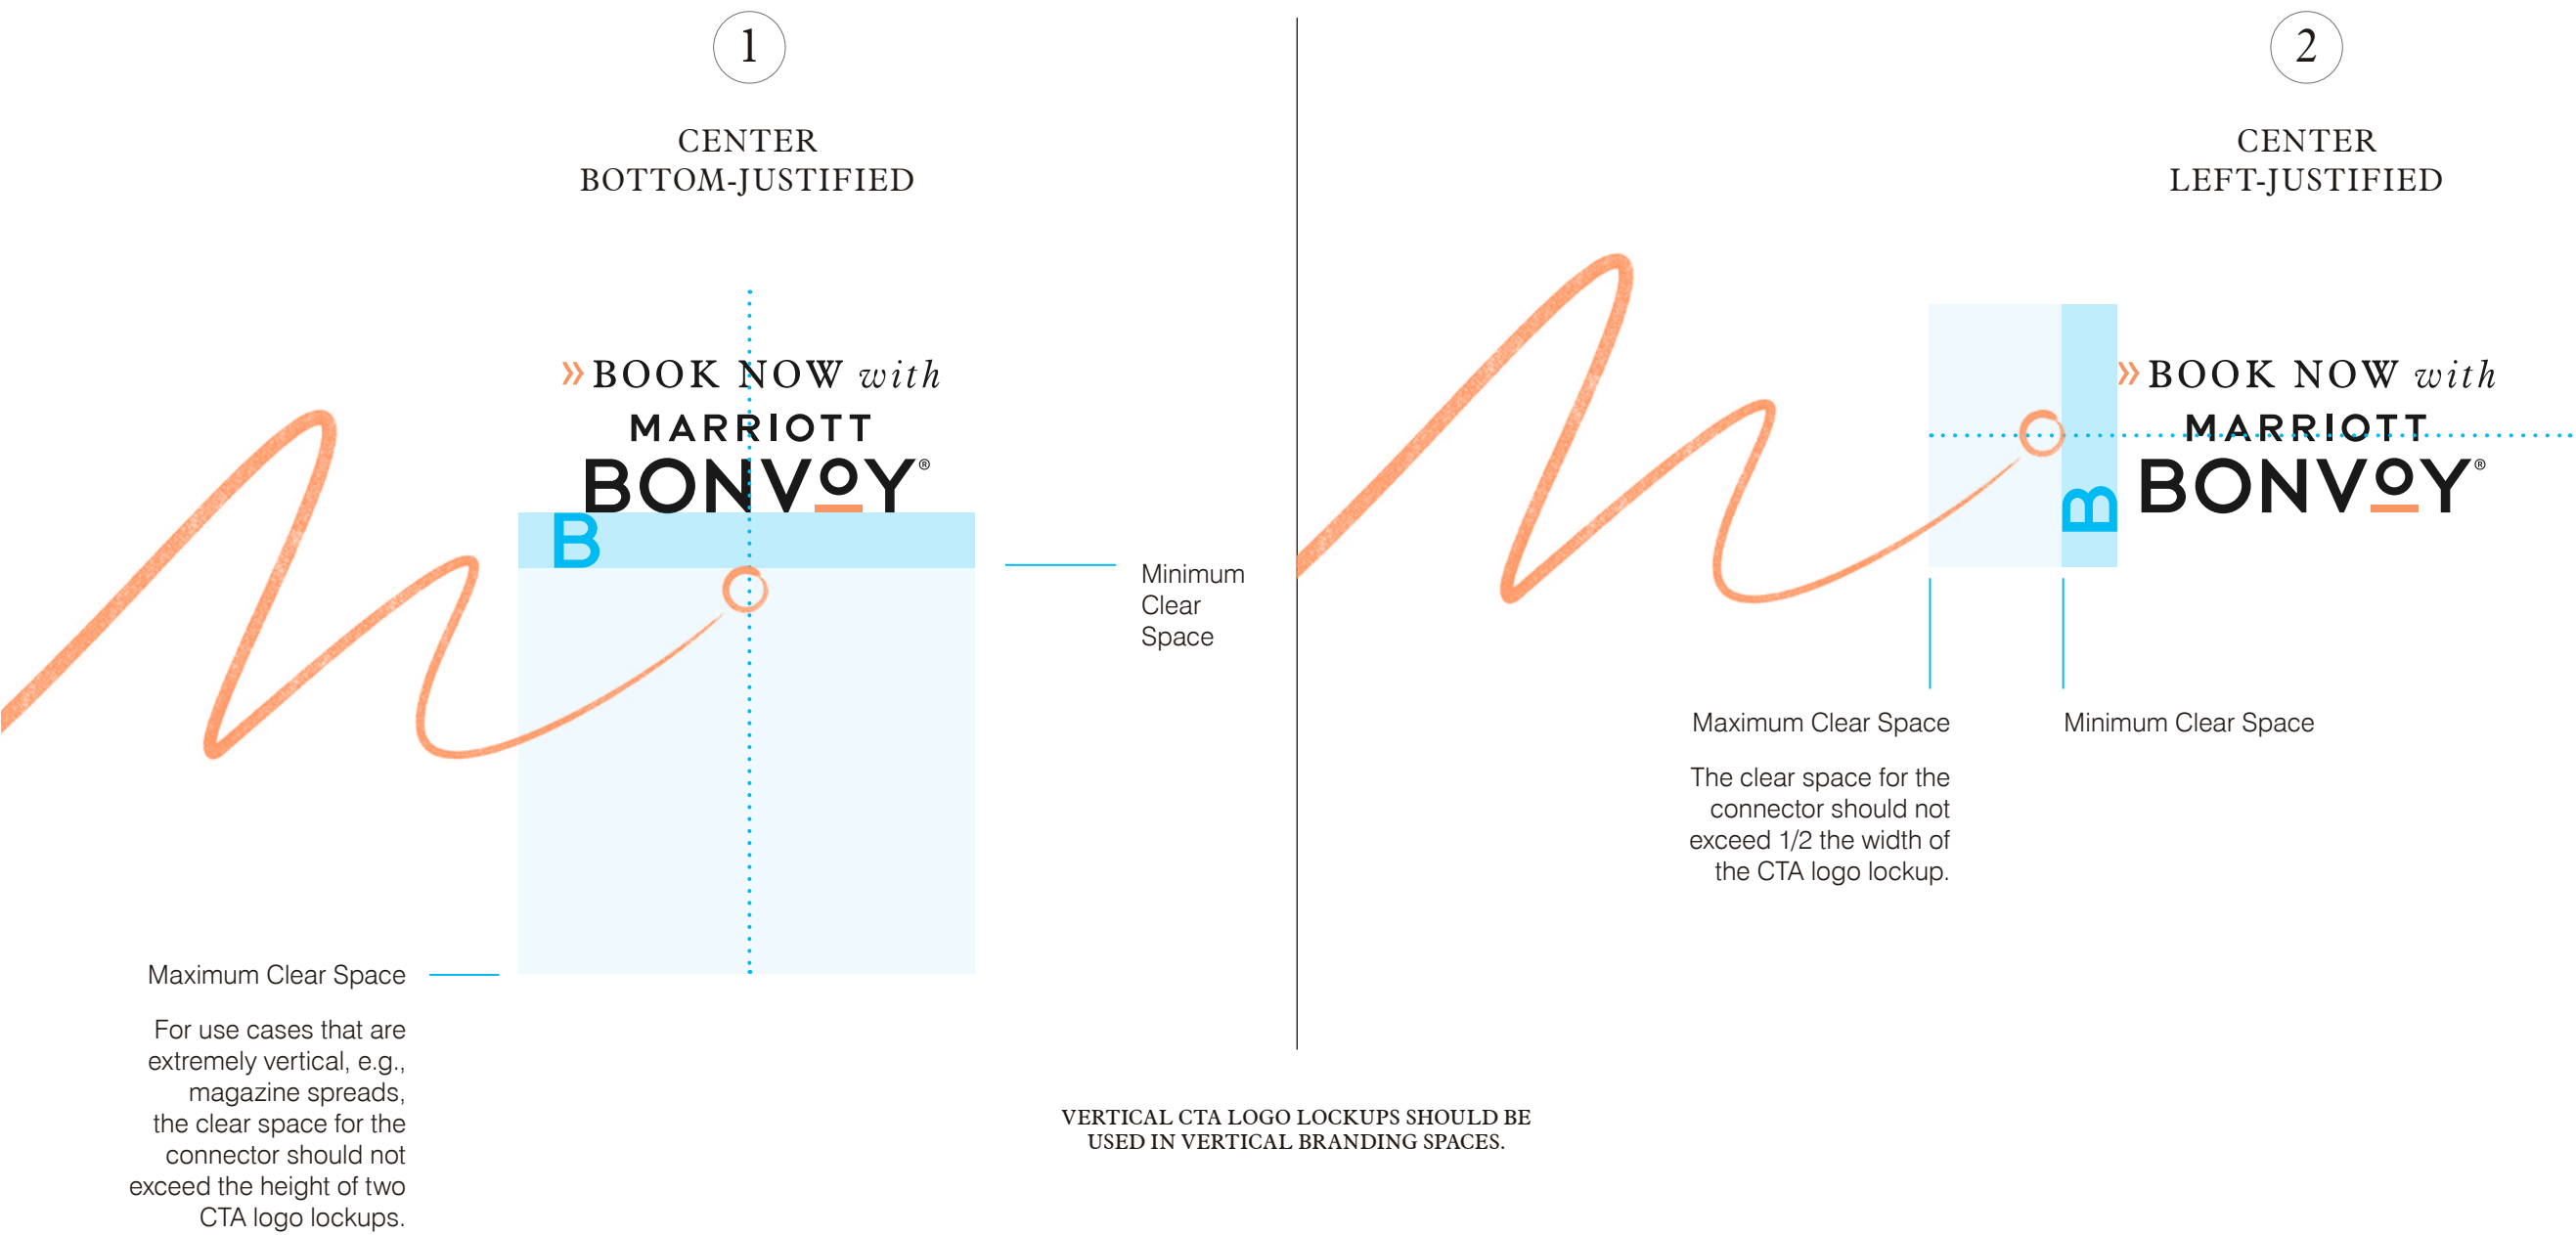 1
CENTER
BOTTOM-JUSTIFIED
» BOOK NOW with
MARRIOTT
BONVOY®
B
Minimum
Clear
Space
Maximum Clear Space
For use cases that are
extremely vertical, e.g.,
magazine spreads,
the clear space for the
connector should not
exceed the height of two
CTA logo lockups.
2
CENTER
LEFT-JUSTIFIED
» BOOK NOW with
MARRIOTT
BONVOY®
B
Maximum Clear Space
The clear space for the
connector should not
exceed 1/2 the width of
the CTA logo lockup.
Minimum Clear Space
VERTICAL CTA LOGO LOCKUPS SHOULD BE
USED IN VERTICAL BRANDING SPACES.